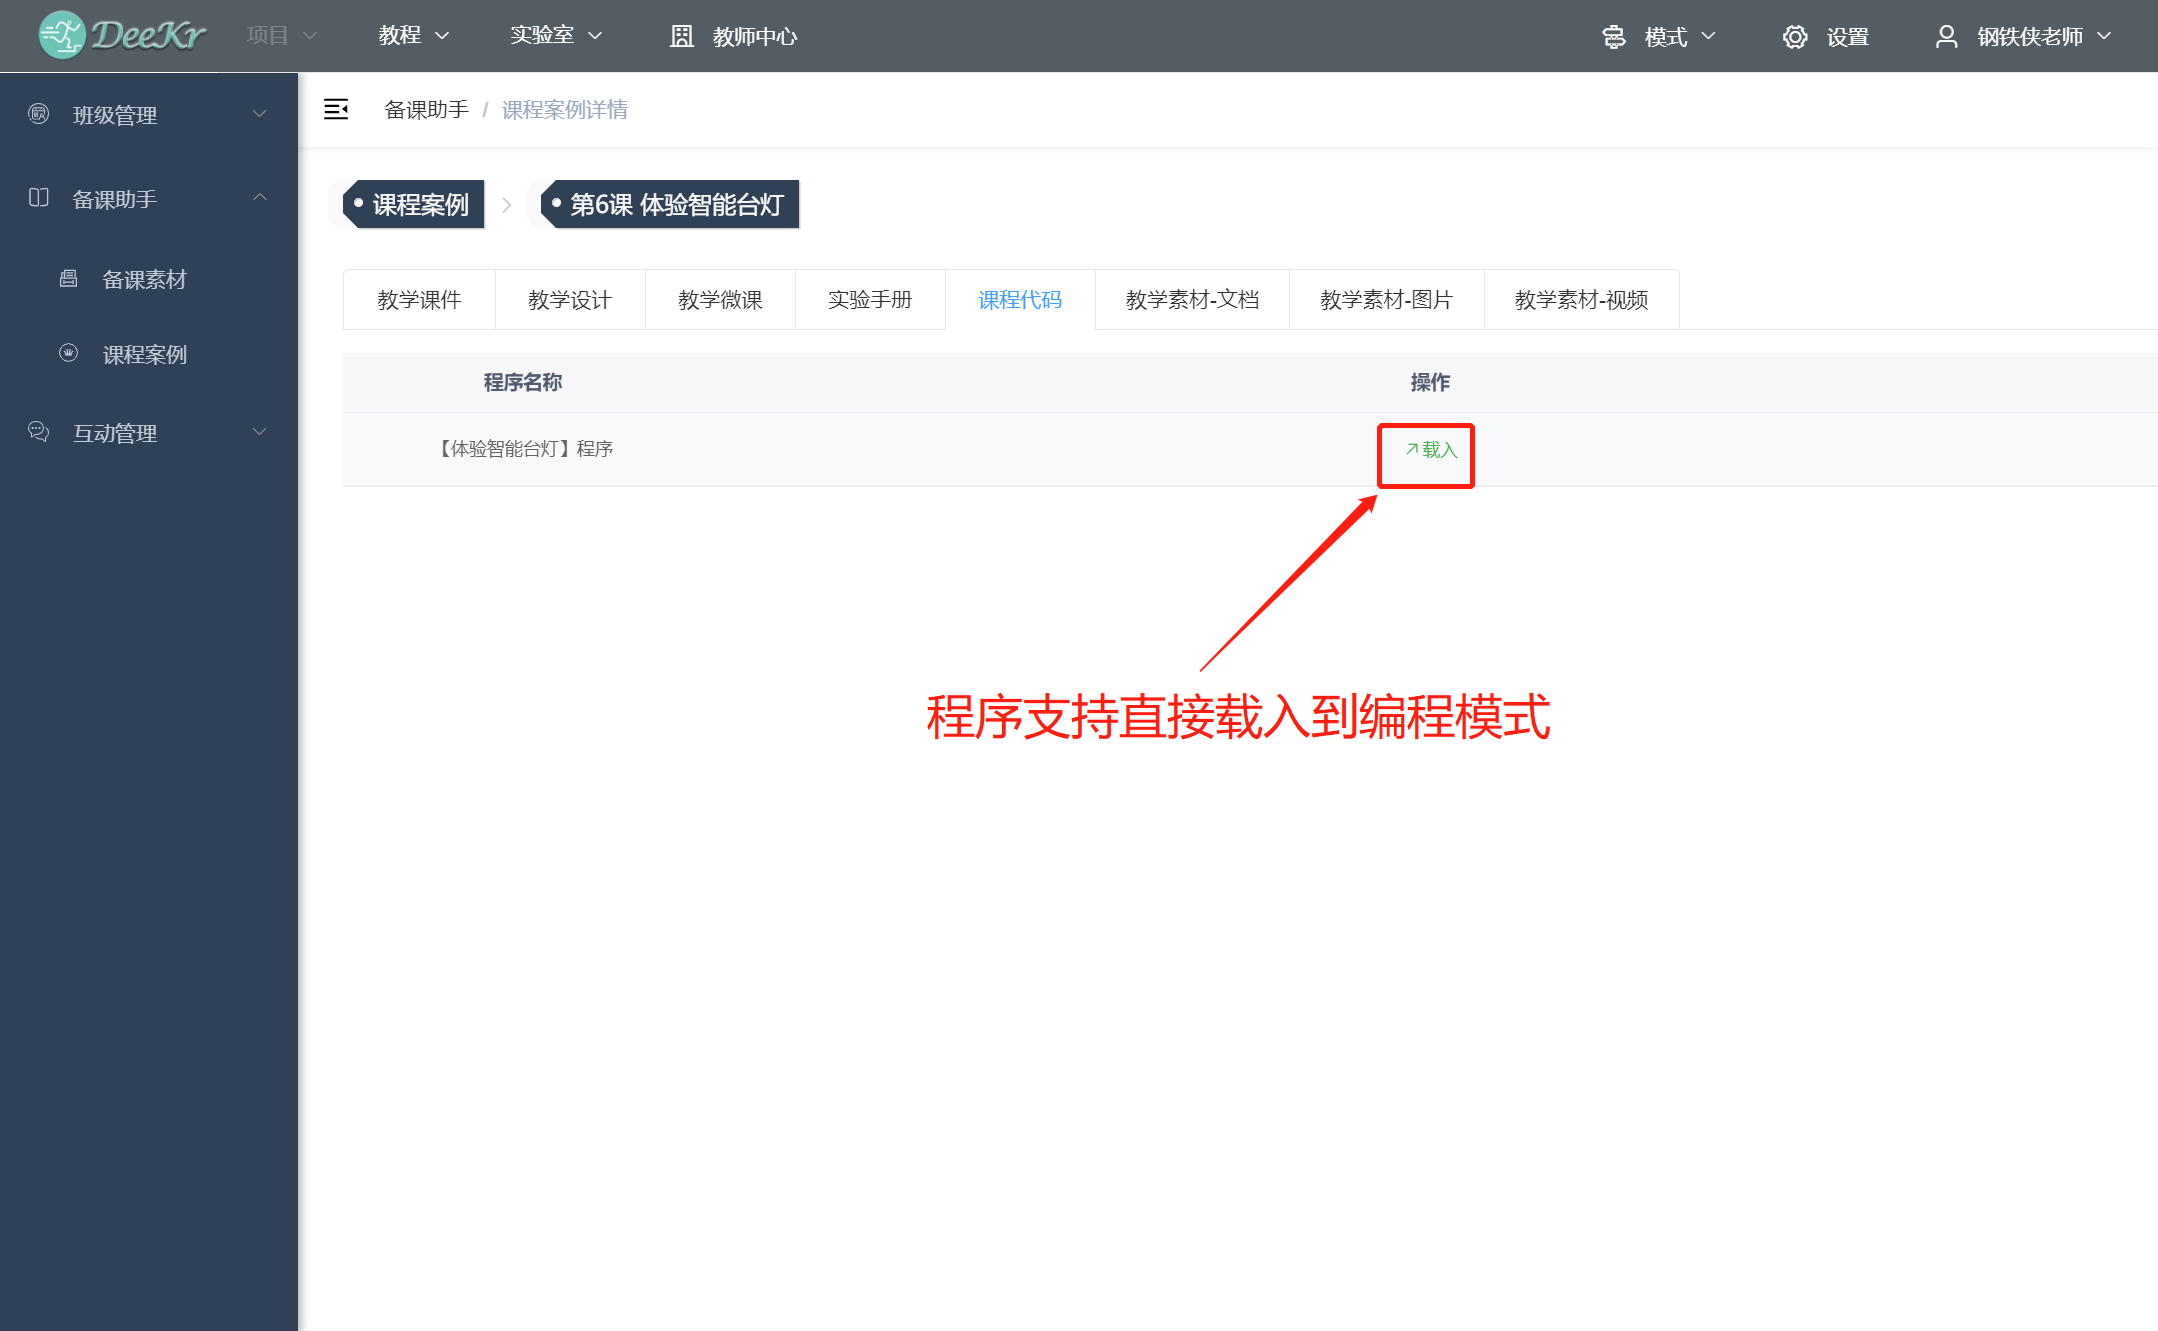 DeeKr 项目 教程 实验室 教师中心 模式 设置 钢铁侠老师
班级管理
备课助手
备课素材
课程案例
互动管理
备课助手 / 课程案例详情
课程案例 > 第6课 体验智能台灯
教学课件 教学设计 教学微课 实验手册 课程代码 教学素材-文档 教学素材-图片 教学素材-视频
程序名称 操作
【体验智能台灯】程序 载入
程序支持直接载入到编程模式